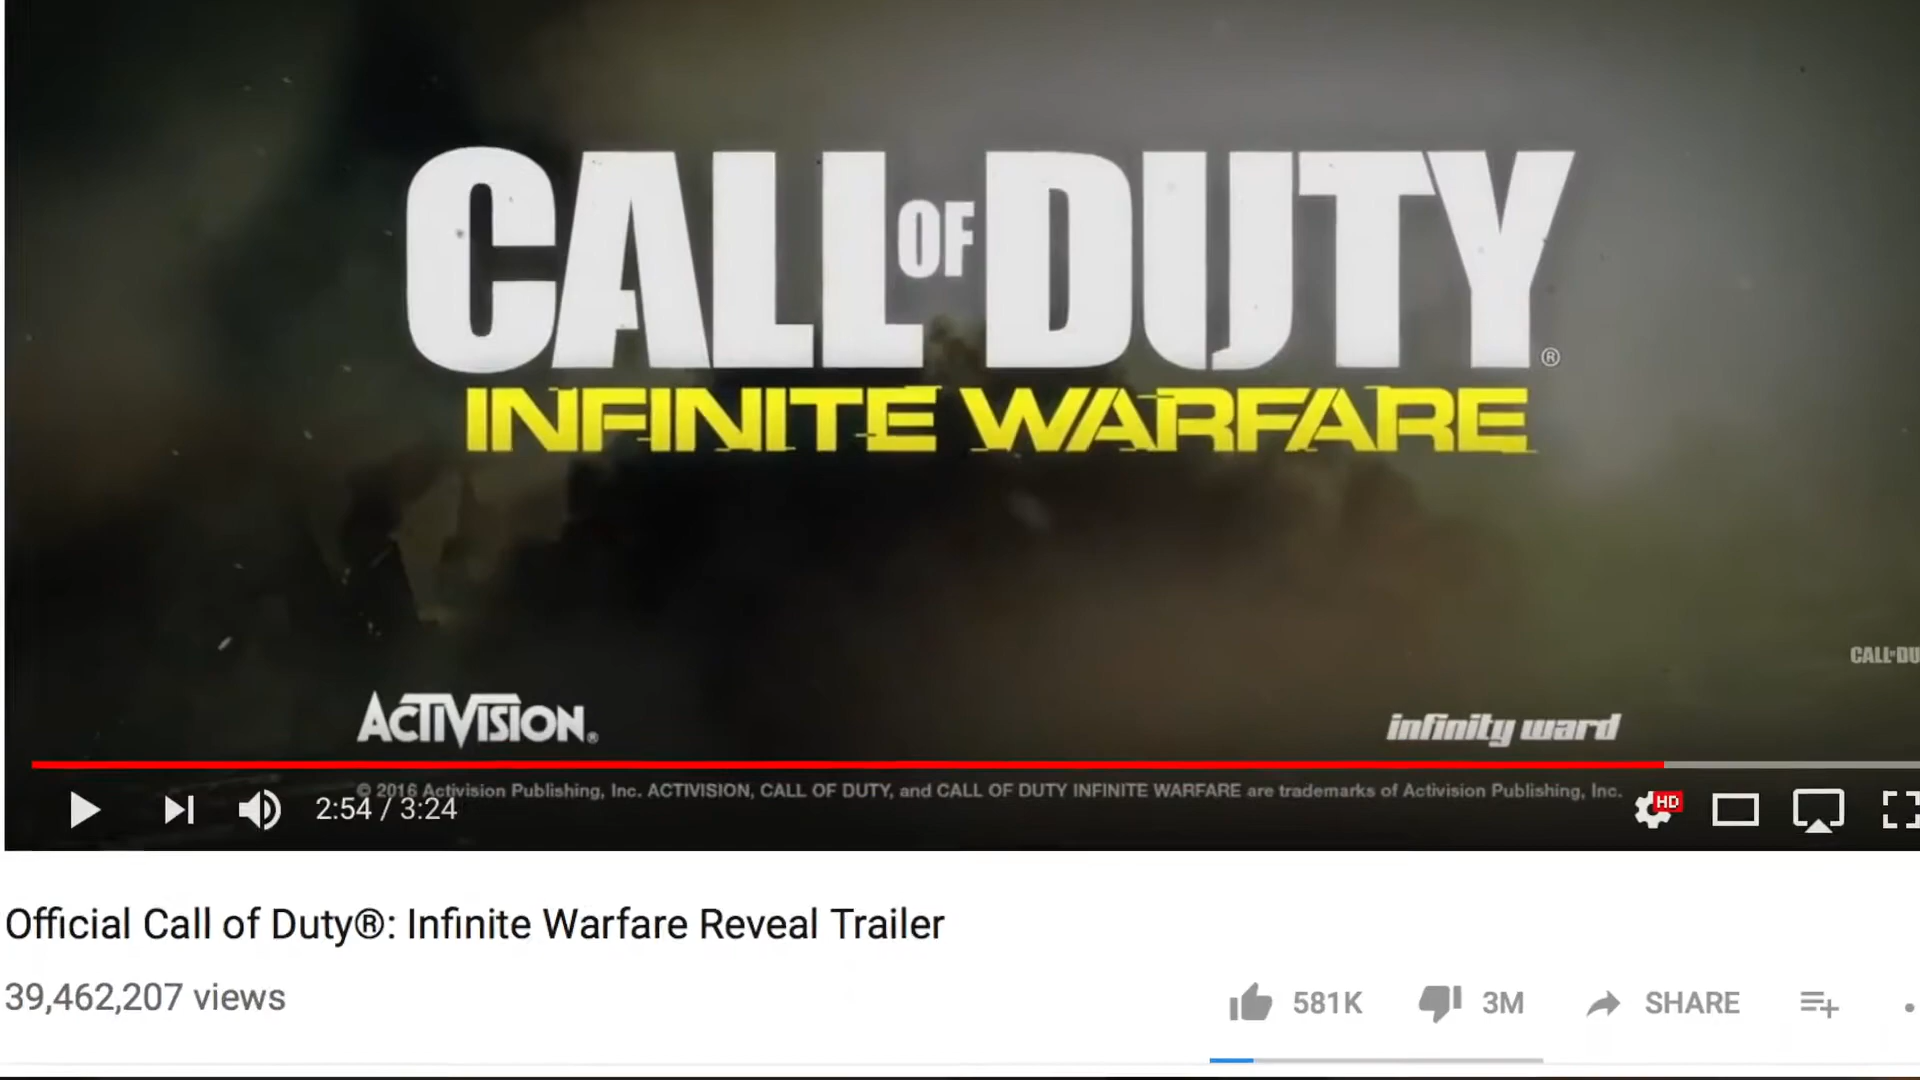 CALL OF DUTY®
INFINITE WARFARE
CALL OF DU
ACTIVISION®
infinity ward
© 2016 Activision Publishing, Inc. ACTIVISION, CALL OF DUTY, and CALL OF DUTY INFINITE WARFARE are trademarks of Activision Publishing, Inc.
2:54 / 3:24
HD
Official Call of Duty®: Infinite Warfare Reveal Trailer
39,462,207 views
581K
3M
SHARE